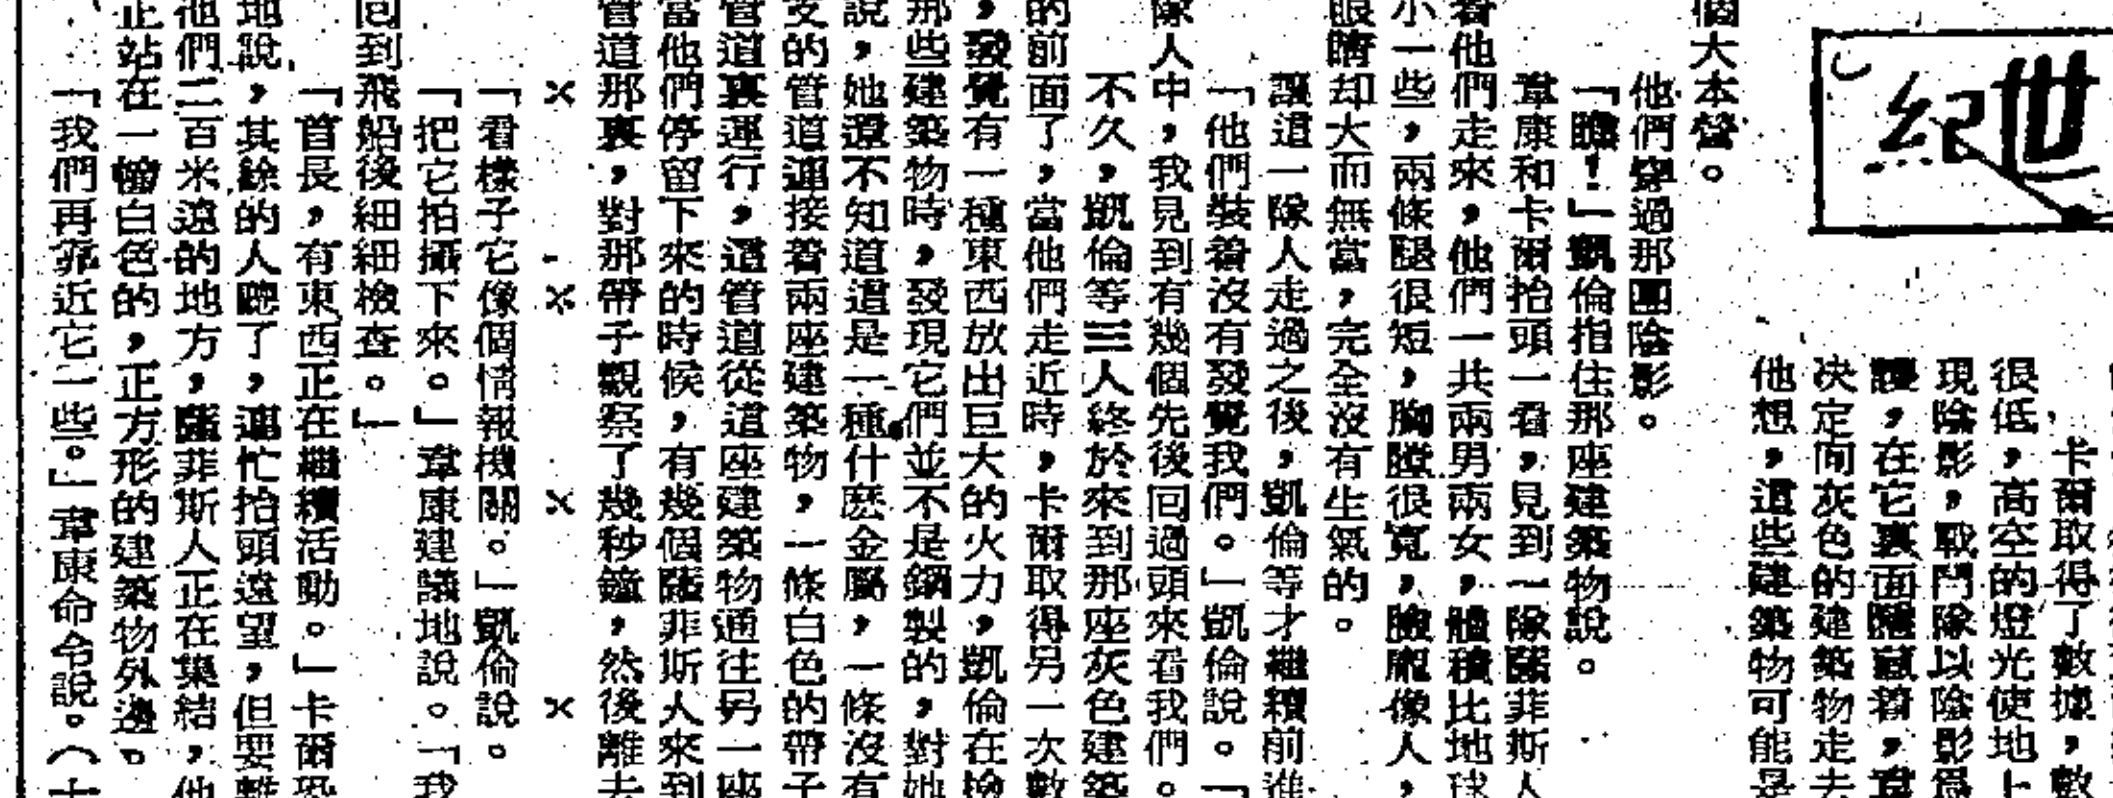 世紀
卡爾取得了數據，數
很低，高空的燈光使地上
現陰影，戰鬥隊以陰影爲
護，在它裏面隱藏着，韋
決定向灰色的建築物走去
他想，這些建築物可能是
個大本營。
他們穿過那團陰影。
「瞧！」凱倫指住那座建築物說。
韋康和卡爾抬頭一看，見到一隊薩菲斯人
着他們走來，他們一共兩男兩女，體積比地球
小一些，兩條腿很短，胸膛很寬，臉龐像人，
眼睛却大而無當，完全沒有生氣的。
讓這一隊人走過之後，凱倫等才繼續前進
「他們裝着沒有發覺我們。」凱倫說。「
隊人中，我見到有幾個先後回過頭來看我們。
不久，凱倫等三人終於來到那座灰色建築
的前面了，當他們走近時，卡爾取得另一次數
，發覺有一種東西放出巨大的火力，凱倫在檢
那些建築物時，發現它們並不是鋼製的，對她
說，她還不知道這是一種什麽金屬，一條沒有
支的管道連接着兩座建築物，一條白色的帶子
管道裏運行，這管道從這座建築物通往另一座
當他們停留下來的時候，有幾個薩菲斯人來到
管道那裏，對那帶子觀察了幾秒鐘，然後離去
×　×　×　×
「看樣子它像個情報機關。」凱倫說。
「把它拍攝下來。」韋康建議地說。「我
回到飛船後細細檢查。」
「首長，有東西正在繼續活動。」卡爾恐
地說，其餘的人聽了，連忙抬頭遠望，但要離
他們二百米遠的地方，薩菲斯人正在集結，他
正站在一幢白色的，正方形的建築物外邊。
「我們再靠近它一些。」韋康命令說。（十